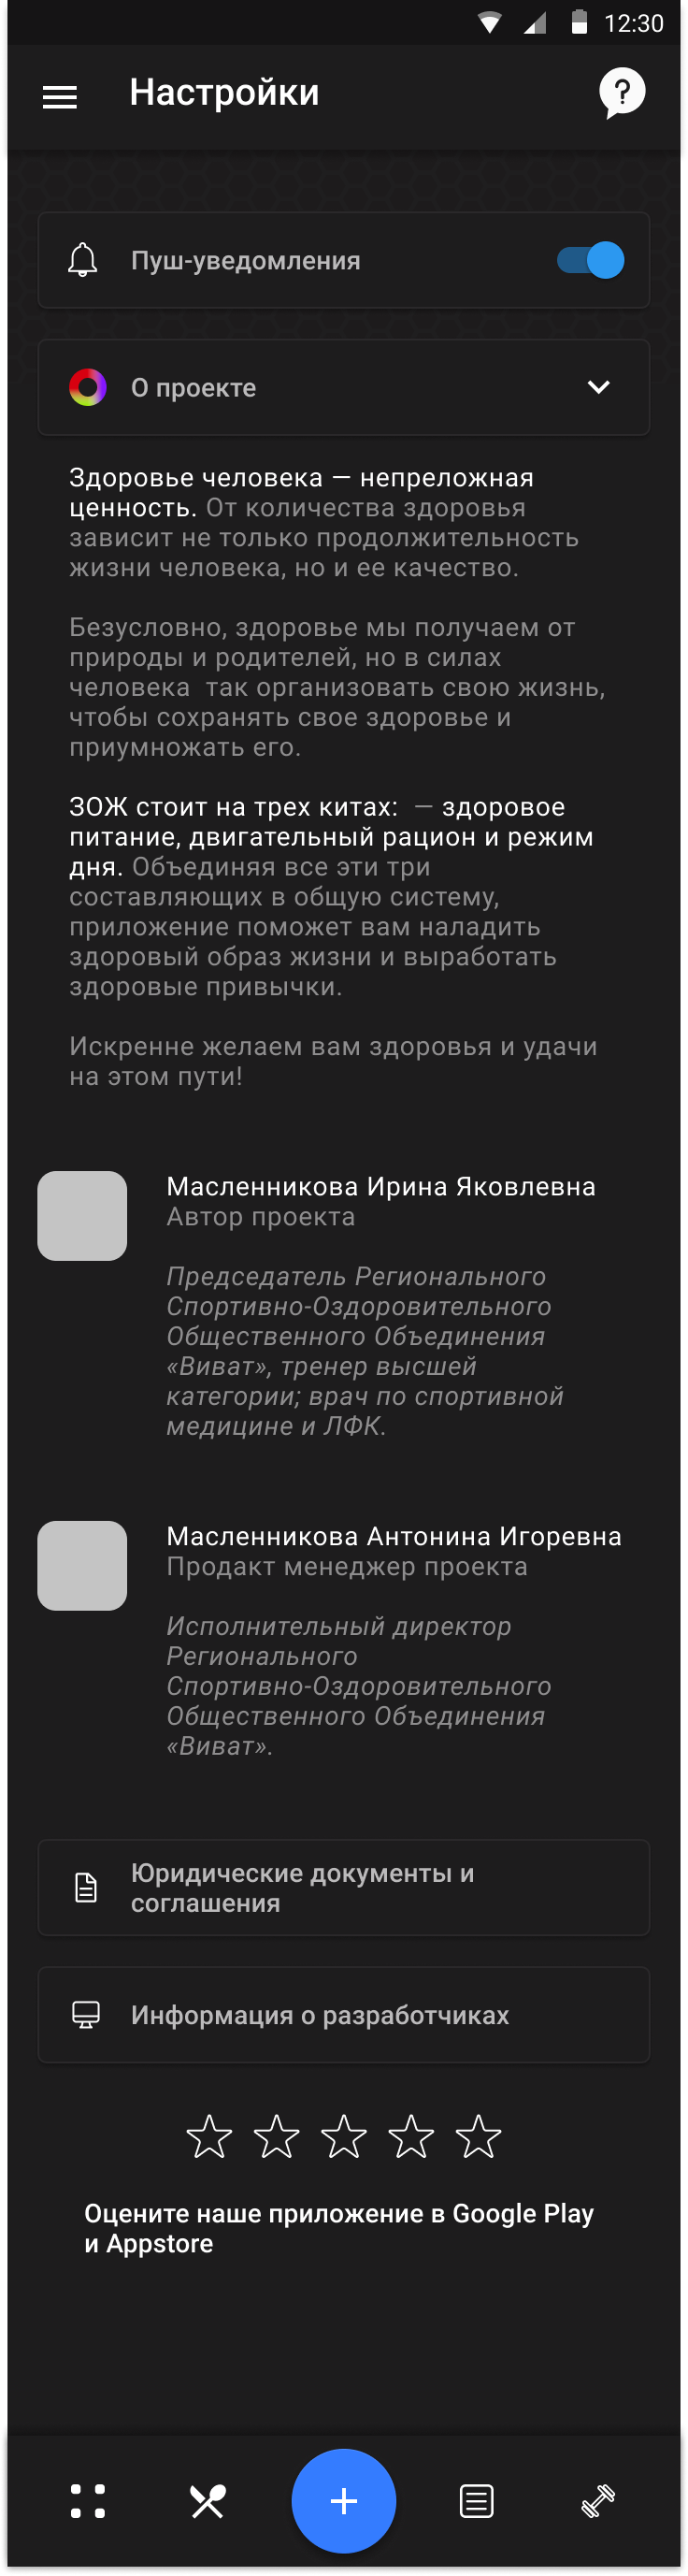 12:30
Настройки
Пуш-уведомления
О проекте
Здоровье человека — непреложная
ценность. От количества здоровья
зависит не только продолжительность
жизни человека, но и ее качество.
Безусловно, здоровье мы получаем от
природы и родителей, но в силах
человека  так организовать свою жизнь,
чтобы сохранять свое здоровье и
приумножать его.
ЗОЖ стоит на трех китах:  — здоровое
питание, двигательный рацион и режим
дня. Объединяя все эти три
составляющих в общую систему,
приложение поможет вам наладить
здоровый образ жизни и выработать
здоровые привычки.
Искренне желаем вам здоровья и удачи
на этом пути!
Масленникова Ирина Яковлевна
Автор проекта
Председатель Регионального
Спортивно-Оздоровительного
Общественного Объединения
«Виват», тренер высшей
категории; врач по спортивной
медицине и ЛФК.
Масленникова Антонина Игоревна
Продакт менеджер проекта
Исполнительный директор
Регионального
Спортивно-Оздоровительного
Общественного Объединения
«Виват».
Юридические документы и
соглашения
Информация о разработчиках
Оцените наше приложение в Google Play
и Appstore